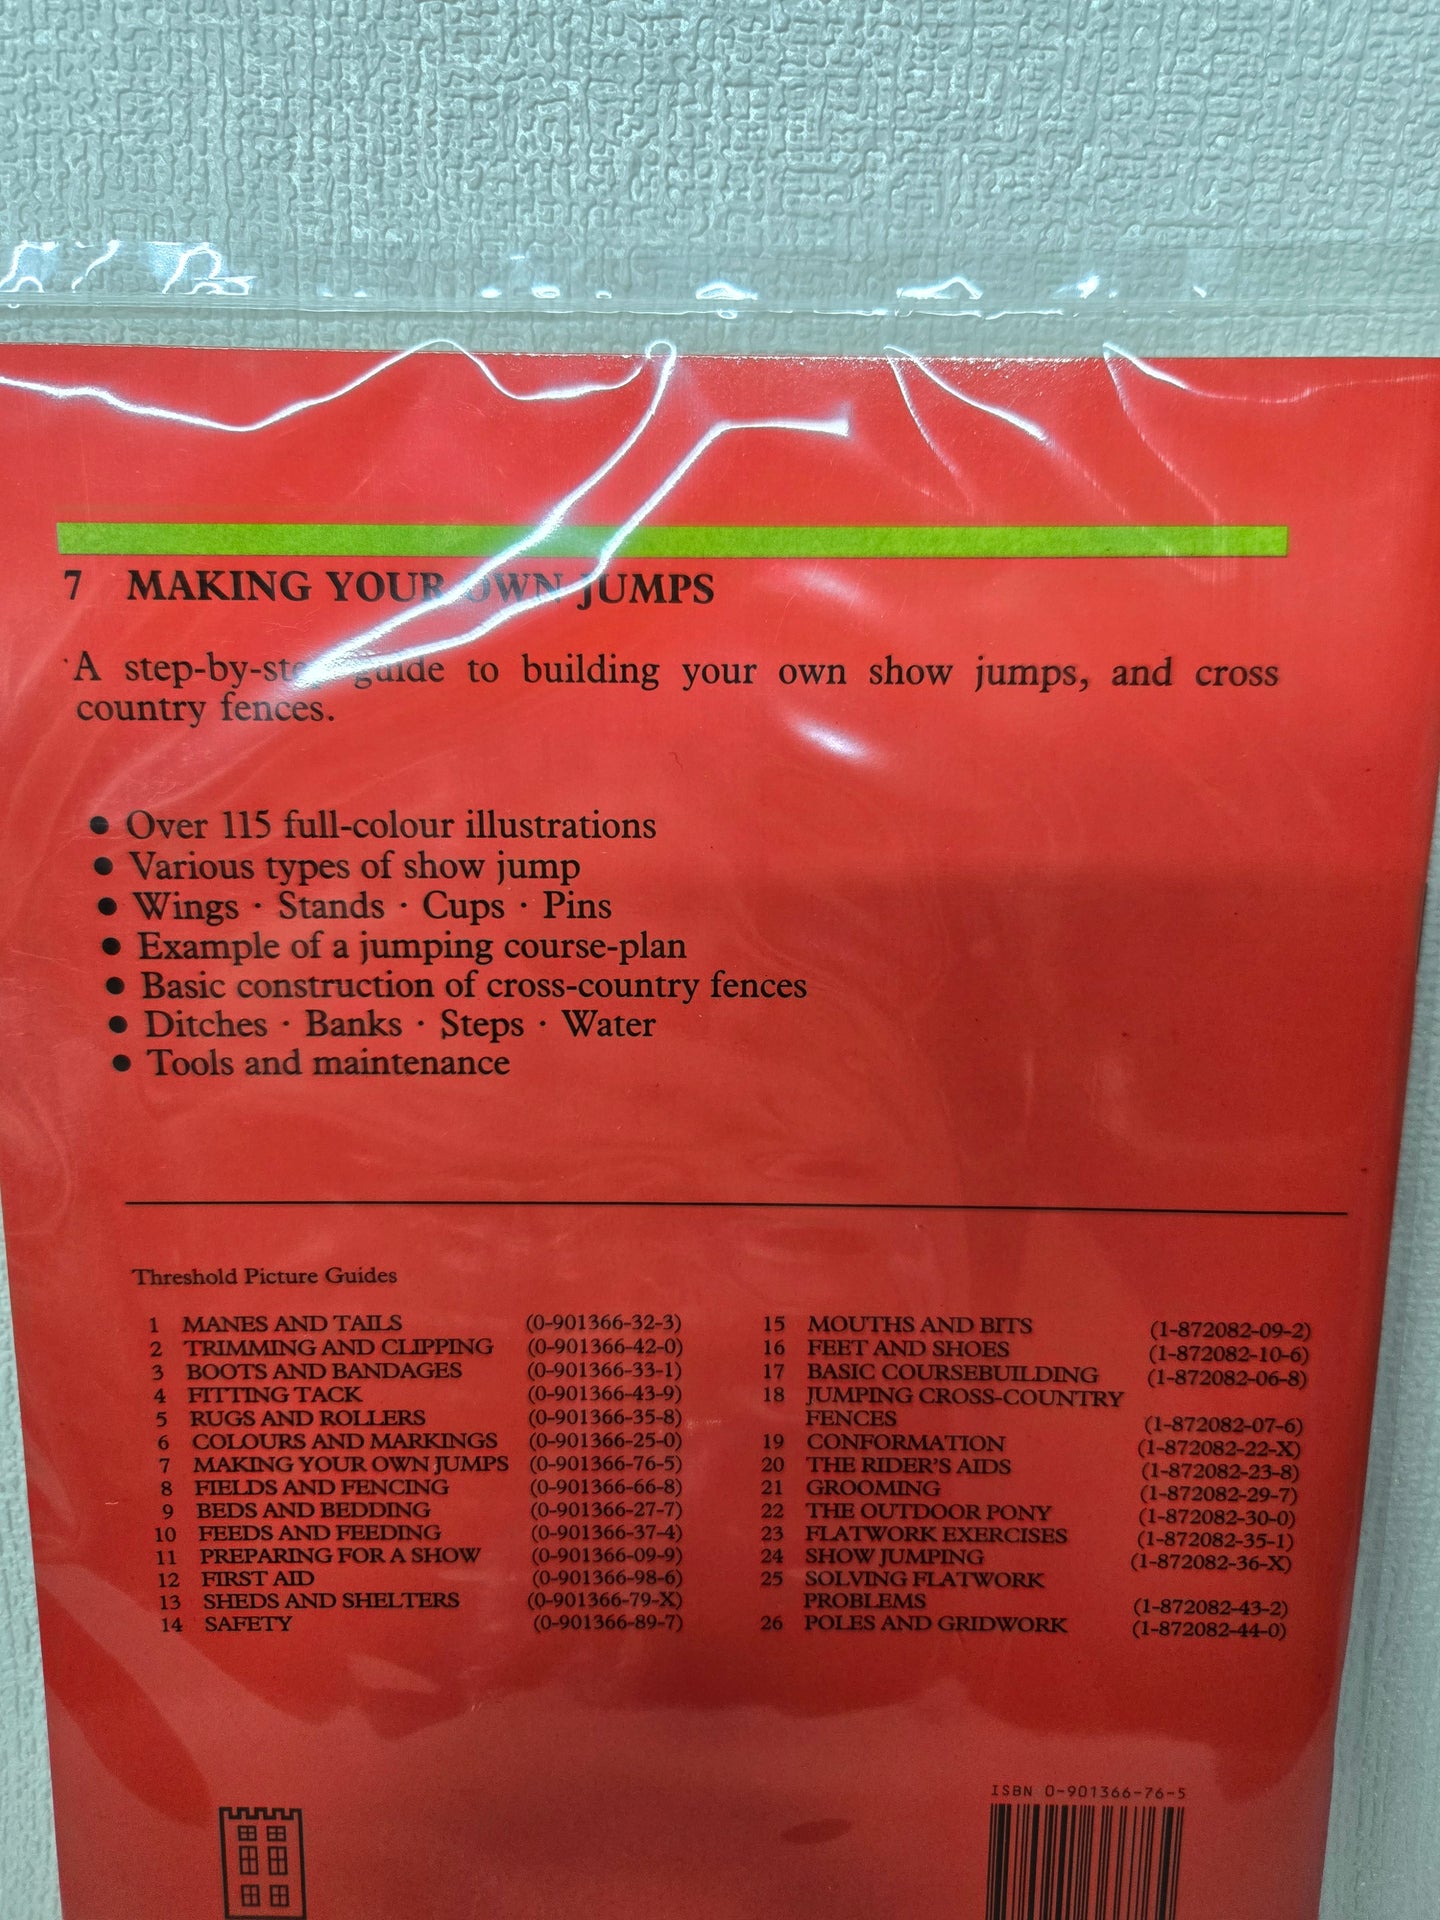 7 MAKING YOUR OWN JUMPS
A step-by-step guide to building your own show jumps, and cross
country fences.
● Over 115 full-colour illustrations
● Various types of show jump
● Wings · Stands · Cups · Pins
● Example of a jumping course-plan
● Basic construction of cross-country fences
● Ditches · Banks · Steps · Water
● Tools and maintenance
Threshold Picture Guides
1 MANES AND TAILS (0-901366-32-3)
2 TRIMMING AND CLIPPING (0-901366-42-0)
3 BOOTS AND BANDAGES (0-901366-33-1)
4 FITTING TACK (0-901366-43-9)
5 RUGS AND ROLLERS (0-901366-35-8)
6 COLOURS AND MARKINGS (0-901366-25-0)
7 MAKING YOUR OWN JUMPS (0-901366-76-5)
8 FIELDS AND FENCING (0-901366-66-8)
9 BEDS AND BEDDING (0-901366-27-7)
10 FEEDS AND FEEDING (0-901366-37-4)
11 PREPARING FOR A SHOW (0-901366-09-9)
12 FIRST AID (0-901366-98-6)
13 SHEDS AND SHELTERS (0-901366-79-X)
14 SAFETY (0-901366-89-7)
15 MOUTHS AND BITS (1-872082-09-2)
16 FEET AND SHOES (1-872082-10-6)
17 BASIC COURSEBUILDING (1-872082-06-8)
18 JUMPING CROSS-COUNTRY
FENCES (1-872082-07-6)
19 CONFORMATION (1-872082-22-X)
20 THE RIDER'S AIDS (1-872082-23-8)
21 GROOMING (1-872082-29-7)
22 THE OUTDOOR PONY (1-872082-30-0)
23 FLATWORK EXERCISES (1-872082-35-1)
24 SHOW JUMPING (1-872082-36-X)
25 SOLVING FLATWORK
PROBLEMS (1-872082-43-2)
26 POLES AND GRIDWORK (1-872082-44-0)
ISBN 0-901366-76-5